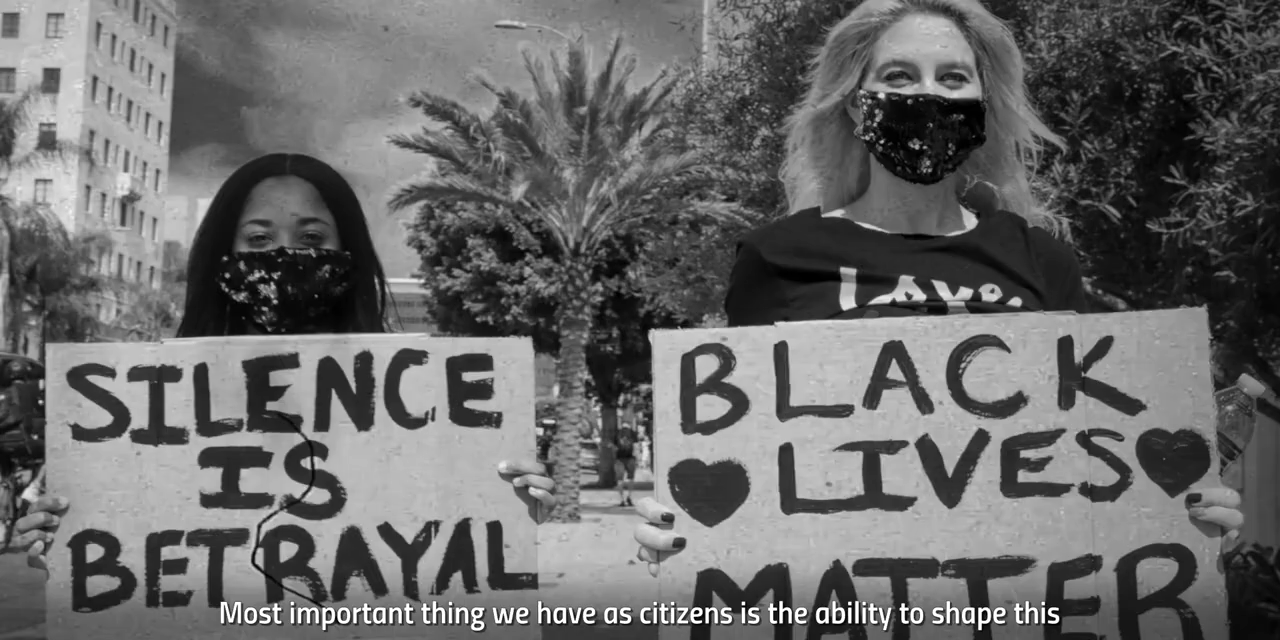 Love
SILENCE
IS
BETRAYAL
BLACK
LIVES
MATTER
Most important thing we have as citizens is the ability to shape this